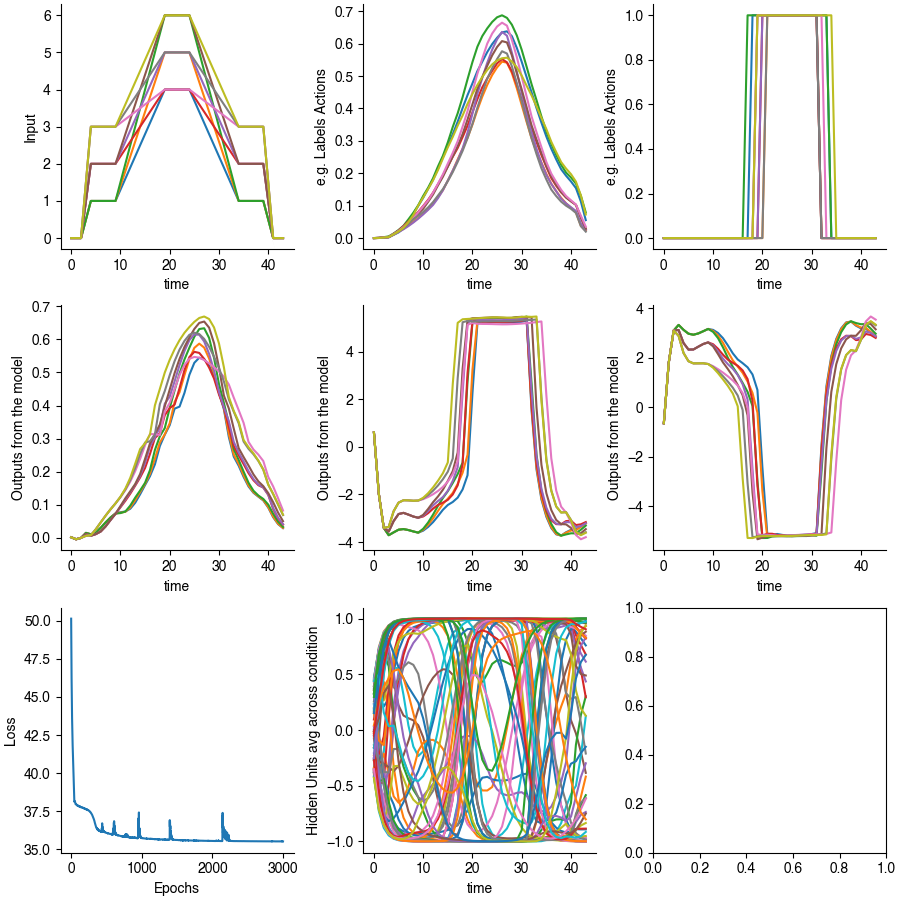 6
5
4
3
2
1
0
Input
0 10 20 30 40
time
0.7
0.6
0.5
0.4
0.3
0.2
0.1
0.0
e.g. Labels Actions
0 10 20 30 40
time
1.0
0.8
0.6
0.4
0.2
0.0
e.g. Labels Actions
0 20 40
time
0.7
0.6
0.5
0.4
0.3
0.2
0.1
0.0
Outputs from the model
0 10 20 30 40
time
4
2
0
−2
−4
Outputs from the model
0 10 20 30 40
time
4
2
0
−2
−4
Outputs from the model
0 10 20 30 40
time
50.0
47.5
45.0
42.5
40.0
37.5
35.0
Loss
0 1000 2000 3000
Epochs
1.0
0.5
0.0
−0.5
−1.0
Hidden Units avg across condition
0 10 20 30 40
time
1.0
0.8
0.6
0.4
0.2
0.0
0.0 0.2 0.4 0.6 0.8 1.0